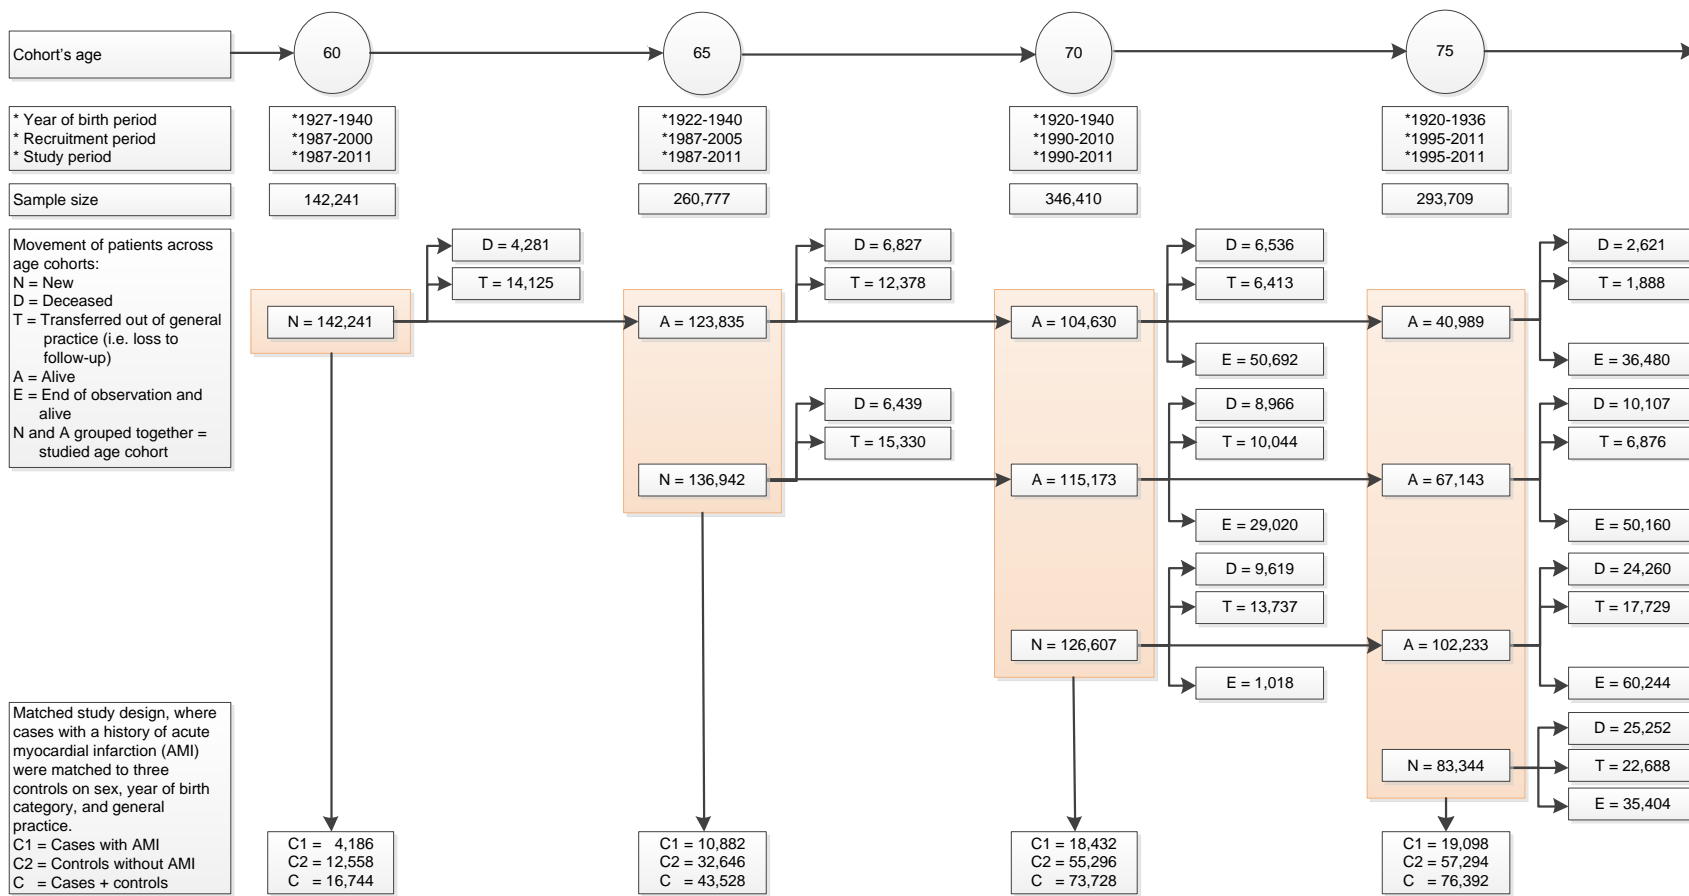 Cohort's age
60
65
70
75
* Year of birth period
* Recruitment period
* Study period
*1927-1940
*1987-2000
*1987-2011
*1922-1940
*1987-2005
*1987-2011
*1920-1940
*1990-2010
*1990-2011
*1920-1936
*1995-2011
*1995-2011
Sample size
142,241
260,777
346,410
293,709
Movement of patients across
age cohorts:
N = New
D = Deceased
T = Transferred out of general
practice (i.e. loss to
follow-up)
A = Alive
E = End of observation and
alive
N and A grouped together =
studied age cohort
N = 142,241
D = 4,281
T = 14,125
A = 123,835
D = 6,827
T = 12,378
N = 136,942
D = 6,439
T = 15,330
A = 104,630
D = 6,536
T = 6,413
E = 50,692
A = 115,173
D = 8,966
T = 10,044
E = 29,020
N = 126,607
D = 9,619
T = 13,737
E = 1,018
A = 40,989
D = 2,621
T = 1,888
E = 36,480
A = 67,143
D = 10,107
T = 6,876
E = 50,160
A = 102,233
D = 24,260
T = 17,729
E = 60,244
N = 83,344
D = 25,252
T = 22,688
E = 35,404
Matched study design, where
cases with a history of acute
myocardial infarction (AMI)
were matched to three
controls on sex, year of birth
category, and general
practice.
C1 = Cases with AMI
C2 = Controls without AMI
C = Cases + controls
C1 = 4,186
C2 = 12,558
C = 16,744
C1 = 10,882
C2 = 32,646
C = 43,528
C1 = 18,432
C2 = 55,296
C = 73,728
C1 = 19,098
C2 = 57,294
C = 76,392